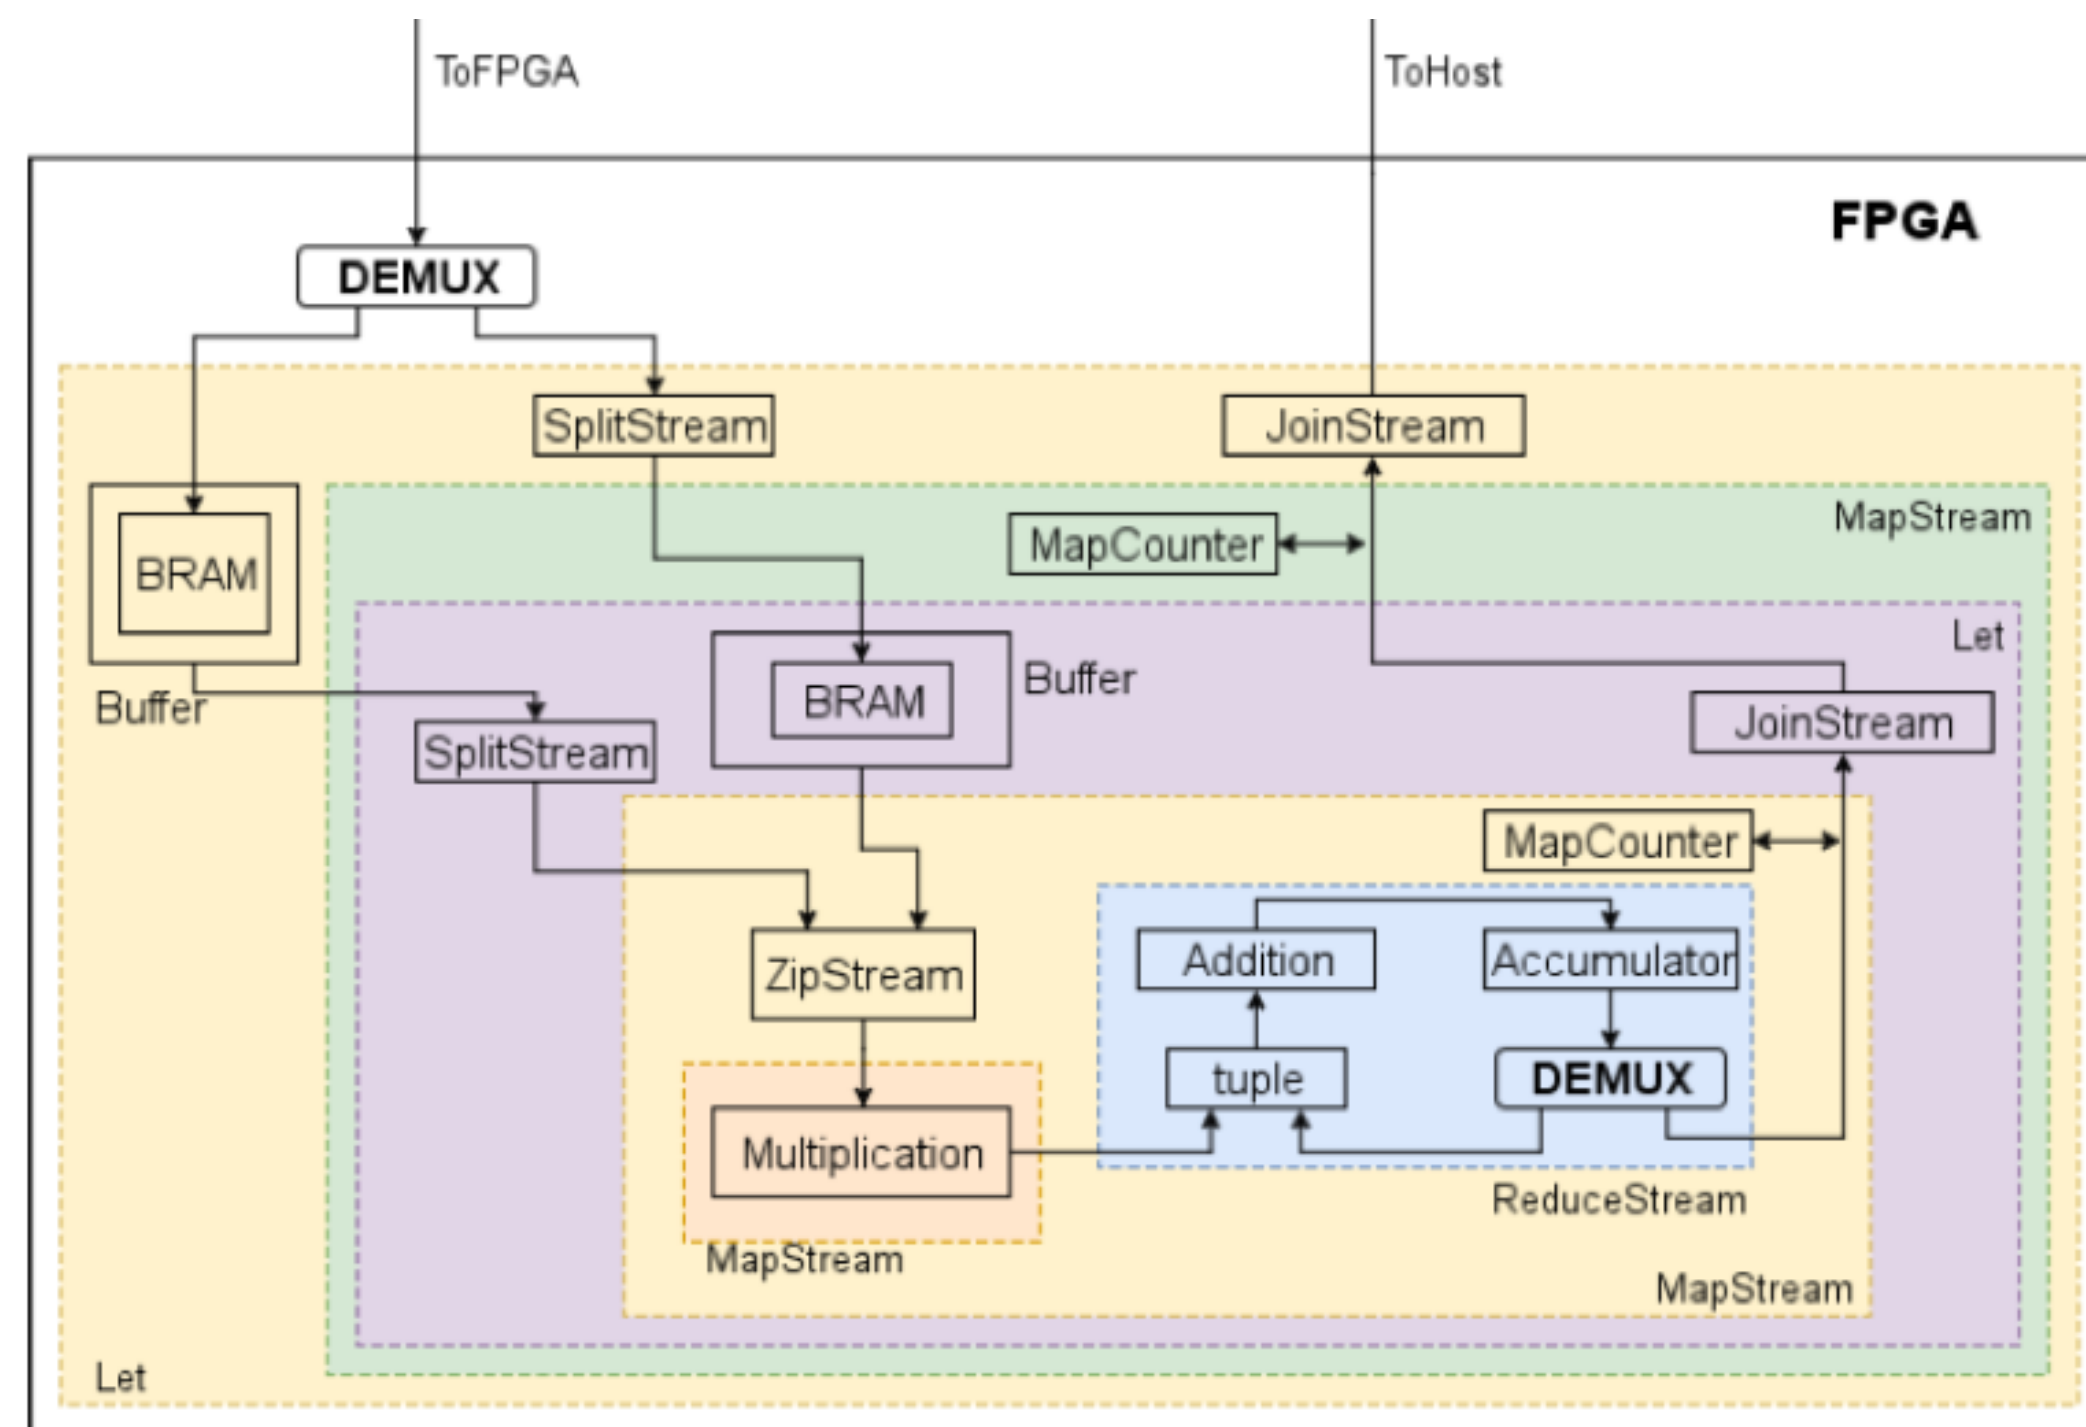 ToFPGA
ToHost
FPGA
DEMUX
SplitStream
JoinStream
BRAM
Buffer
MapStream
MapCounter
Let
BRAM
Buffer
SplitStream
JoinStream
MapCounter
ZipStream
Addition
Accumulator
tuple
DEMUX
Multiplication
ReduceStream
MapStream
MapStream
Let